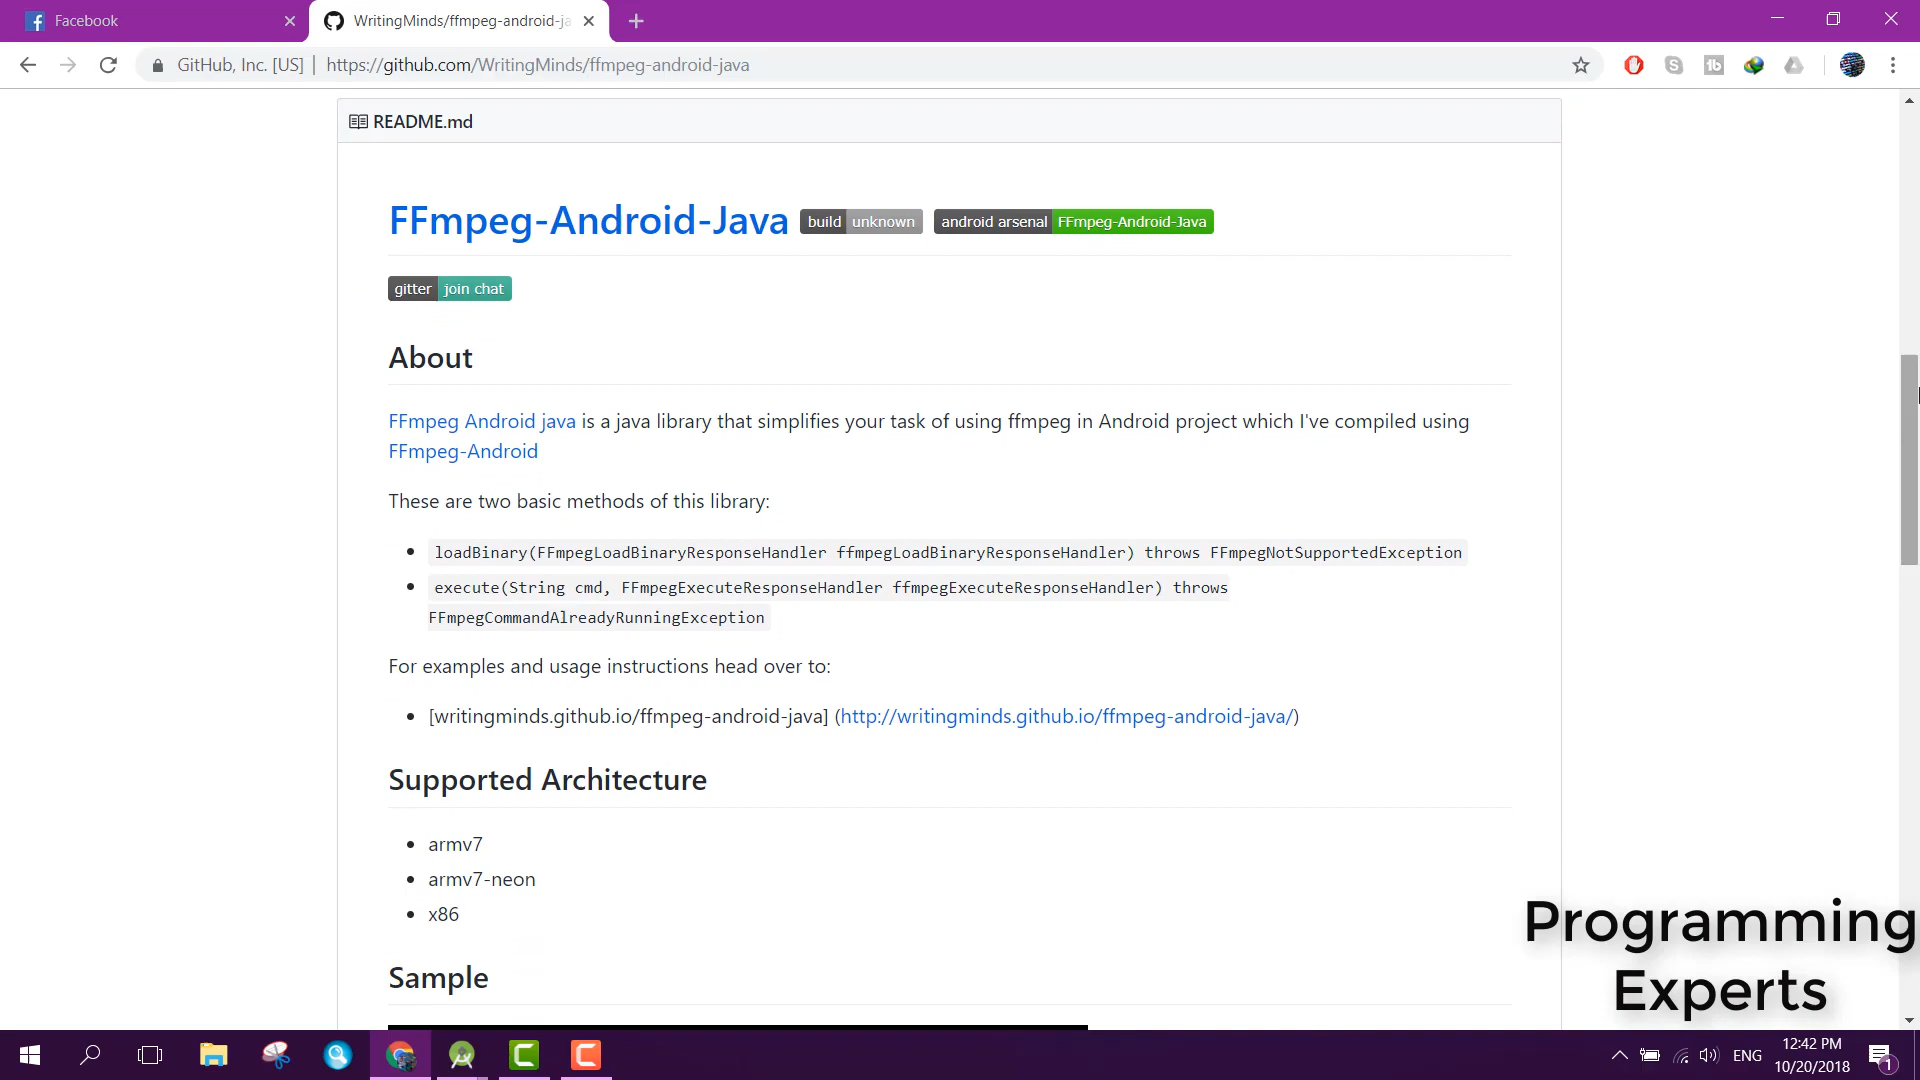 Facebook
WritingMinds/ffmpeg-android-ja
GitHub, Inc. [US] | https://github.com/WritingMinds/ffmpeg-android-java
README.md
FFmpeg-Android-Java build unknown android arsenal FFmpeg-Android-Java
gitter join chat
About
FFmpeg Android java is a java library that simplifies your task of using ffmpeg in Android project which I've compiled using
FFmpeg-Android
These are two basic methods of this library:
loadBinary(FFmpegLoadBinaryResponseHandler ffmpegLoadBinaryResponseHandler) throws FFmpegNotSupportedException
execute(String cmd, FFmpegExecuteResponseHandler ffmpegExecuteResponseHandler) throws
FFmpegCommandAlreadyRunningException
For examples and usage instructions head over to:
[writingminds.github.io/ffmpeg-android-java] (http://writingminds.github.io/ffmpeg-android-java/)
Supported Architecture
armv7
armv7-neon
x86
Sample
Programming
Experts
ENG
12:42 PM
10/20/2018
1